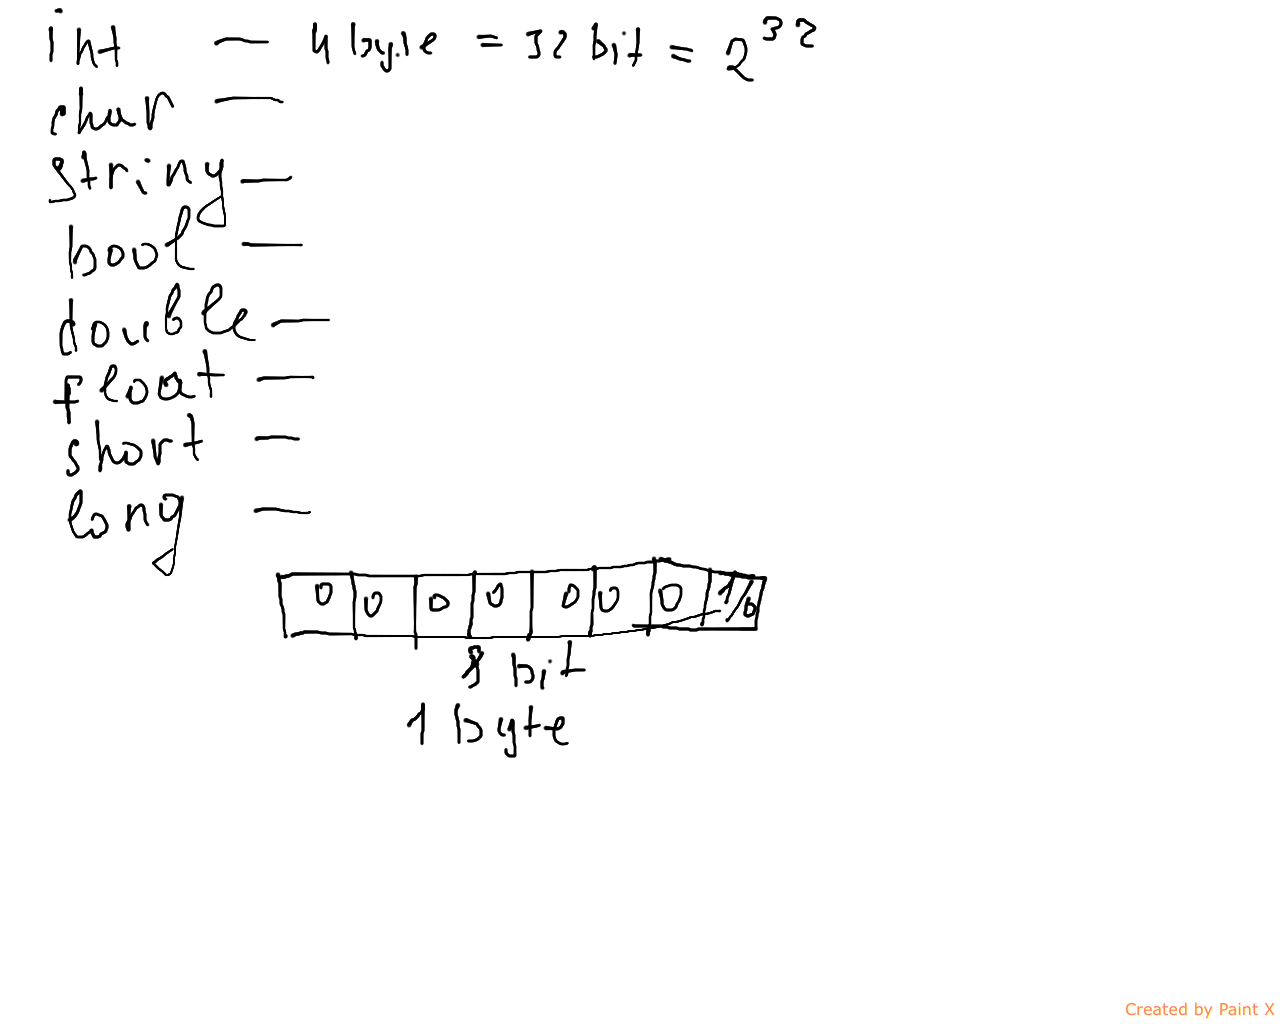 int — 4 byte = 32 bit = 2^32
char —
string —
bool —
double —
float —
short —
long —
0 0 0 0 0 0 0 1/0
8 bit
1 byte
Created by Paint X